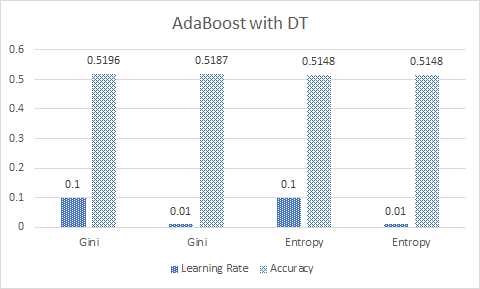 AdaBoost with DT
0.6
0.5
0.4
0.3
0.2
0.1
0
0.5196
0.5187
0.5148
0.5148
0.1
0.01
0.1
0.01
Gini
Gini
Entropy
Entropy
Learning Rate
Accuracy